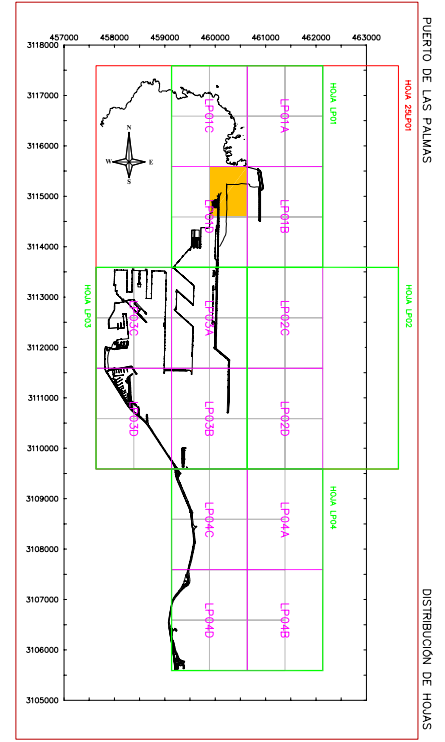 PUERTO DE LAS PALMAS
DISTRIBUCIÓN DE HOJAS
457000
458000
459000
460000
461000
462000
463000
3118000
3117000
3116000
3115000
3114000
3113000
3112000
3111000
3110000
3109000
3108000
3107000
3106000
3105000
HOJA 25LP01
HOJA LP01
HOJA LP02
HOJA LP03
HOJA LP04
LP01C
LP01A
LP01D
LP01B
LP03C
LP03A
LP02C
LP03D
LP03B
LP02D
LP04C
LP04A
LP04D
LP04B
N
W
E
S